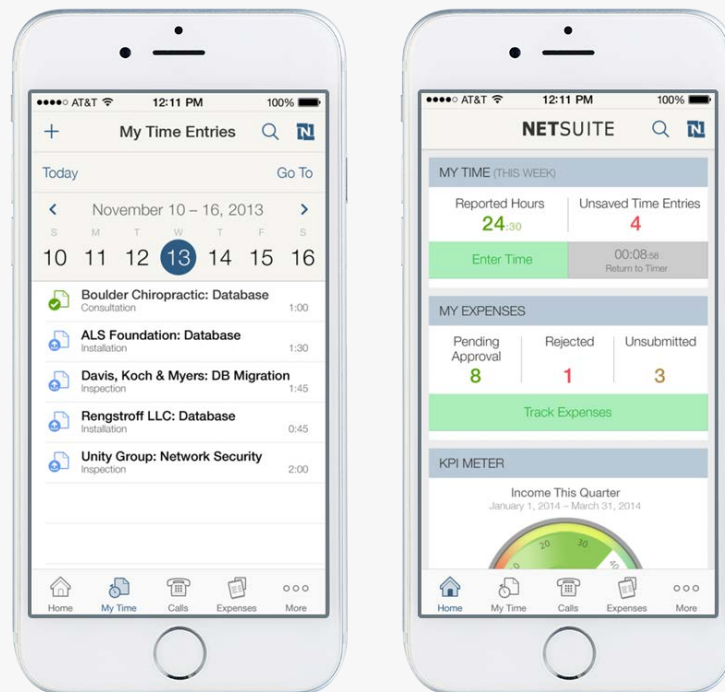 AT&T 12:11 PM 100%
My Time Entries
Today Go To
November 10 – 16, 2013
S M T W T F S
10 11 12 13 14 15 16
Boulder Chiropractic: Database
Consultation 1:00
ALS Foundation: Database
Installation 1:30
Davis, Koch & Myers: DB Migration
Inspection 1:45
Rengstroff LLC: Database
Installation 0:45
Unity Group: Network Security
Inspection 2:00
Home My Time Calls Expenses More
AT&T 12:11 PM 100%
NETSUITE
MY TIME (THIS WEEK)
Reported Hours Unsaved Time Entries
24:30 4
Enter Time 00:08:58
Return to Timer
MY EXPENSES
Pending Approval Rejected Unsubmitted
8 1 3
Track Expenses
KPI METER
Income This Quarter
January 1, 2014 – March 31, 2014
10 20 30 40
Home My Time Calls Expenses More